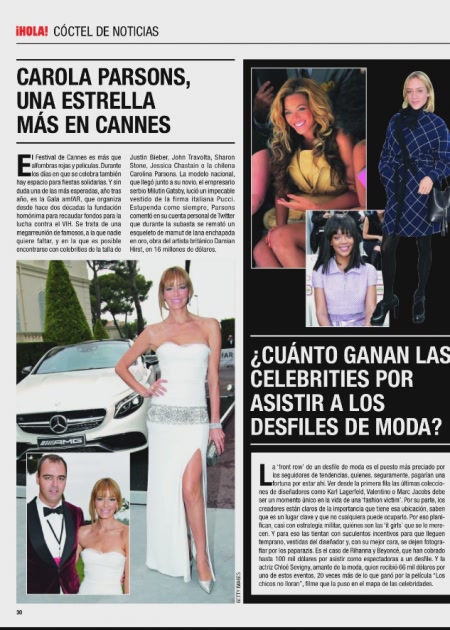 ¡HOLA! CÓCTEL DE NOTICIAS
CAROLA PARSONS,
UNA ESTRELLA
MÁS EN CANNES
El Festival de Cannes es más que
alfombras rojas y películas. Durante
los días en que se celebra también
hay espacio para fiestas solidarias. Y sin
duda una de las más esperadas, año tras
año, es la Gala amfAR, que organiza
desde hace dos décadas la fundación
homónima para recaudar fondos para la
lucha contra el VIH. Se trata de una
megarreunión de famosos, a la que nadie
quiere faltar, y en la que es posible
encontrarse con celebrities de la talla de
Justin Bieber, John Travolta, Sharon
Stone, Jessica Chastain o la chilena
Carolina Parsons. La modelo nacional,
que llegó junto a su novio, el empresario
serbio Milutin Gatsby, lució un impecable
vestido de la firma italiana Pucci.
Estupenda como siempre, Parsons
comentó en su cuenta personal de Twitter
que durante la subasta se remató un
esqueleto de mamut de lana enchapada
en oro, obra del artista británico Damian
Hirst, en 16 millones de dólares.
AMG
GETTY IMAGES
¿CUÁNTO GANAN LAS
CELEBRITIES POR
ASISTIR A LOS
DESFILES DE MODA?
La 'front row' de un desfile de moda es el puesto más preciado por
los seguidores de tendencias, quienes, seguramente, pagarían una
fortuna por estar ahí. Ver desde la primera fila las últimas coleccio-
nes de diseñadores como Karl Lagerfeld, Valentino o Marc Jacobs debe
ser un momento único en la vida de una 'fashion victim'. Por su parte, los
creadores están claros de la importancia que tiene esa ubicación, saben
que es un lugar clave y que no cualquiera puede ocuparlo. Por eso plani-
fican, casi con estrategia militar, quiénes son las 'it girls' que se lo mere-
cen. Y para eso las tientan con suculentos incentivos para que lleguen
temprano, vestidas del diseñador y, con su mejor cara, se dejen fotogra-
fiar por los paparazis. Es el caso de Rihanna y Beyoncé, que han cobrado
hasta 100 mil dólares por asistir como espectadoras a un desfile. Y la
actriz Chloë Sevigny, amante de la moda, quien recibió 66 mil dólares por
uno de estos eventos, 20 veces más de lo que ganó por la película "Los
chicos no lloran", filme que la puso en el mapa de las celebridades.
30